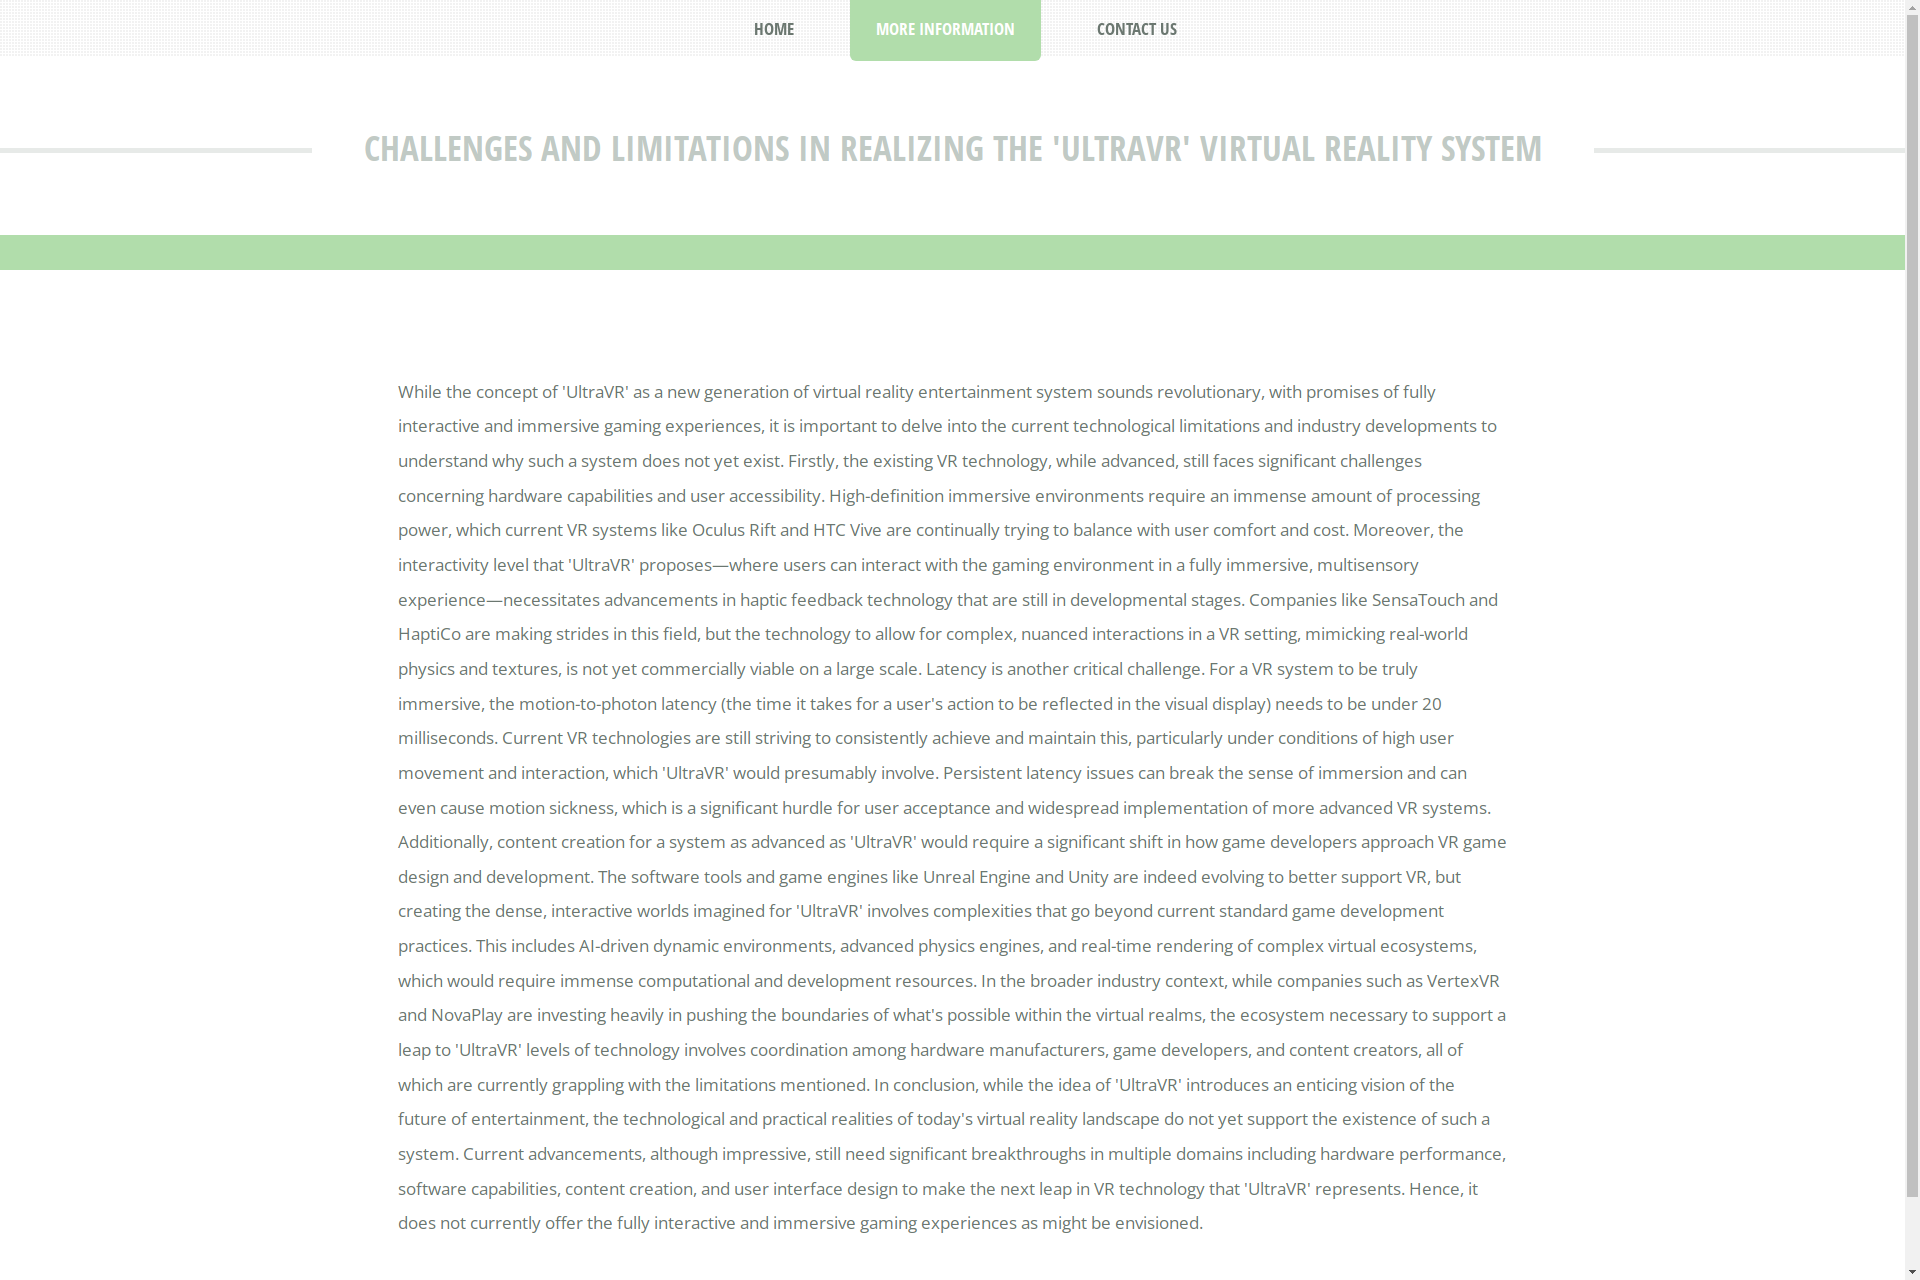 HOME
MORE INFORMATION
CONTACT US
CHALLENGES AND LIMITATIONS IN REALIZING THE 'ULTRAVR' VIRTUAL REALITY SYSTEM
While the concept of 'UltraVR' as a new generation of virtual reality entertainment system sounds revolutionary, with promises of fully
interactive and immersive gaming experiences, it is important to delve into the current technological limitations and industry developments to
understand why such a system does not yet exist. Firstly, the existing VR technology, while advanced, still faces significant challenges
concerning hardware capabilities and user accessibility. High-definition immersive environments require an immense amount of processing
power, which current VR systems like Oculus Rift and HTC Vive are continually trying to balance with user comfort and cost. Moreover, the
interactivity level that 'UltraVR' proposes—where users can interact with the gaming environment in a fully immersive, multisensory
experience—necessitates advancements in haptic feedback technology that are still in developmental stages. Companies like SensaTouch and
HaptiCo are making strides in this field, but the technology to allow for complex, nuanced interactions in a VR setting, mimicking real-world
physics and textures, is not yet commercially viable on a large scale. Latency is another critical challenge. For a VR system to be truly
immersive, the motion-to-photon latency (the time it takes for a user's action to be reflected in the visual display) needs to be under 20
milliseconds. Current VR technologies are still striving to consistently achieve and maintain this, particularly under conditions of high user
movement and interaction, which 'UltraVR' would presumably involve. Persistent latency issues can break the sense of immersion and can
even cause motion sickness, which is a significant hurdle for user acceptance and widespread implementation of more advanced VR systems.
Additionally, content creation for a system as advanced as 'UltraVR' would require a significant shift in how game developers approach VR game
design and development. The software tools and game engines like Unreal Engine and Unity are indeed evolving to better support VR, but
creating the dense, interactive worlds imagined for 'UltraVR' involves complexities that go beyond current standard game development
practices. This includes AI-driven dynamic environments, advanced physics engines, and real-time rendering of complex virtual ecosystems,
which would require immense computational and development resources. In the broader industry context, while companies such as VertexVR
and NovaPlay are investing heavily in pushing the boundaries of what's possible within the virtual realms, the ecosystem necessary to support a
leap to 'UltraVR' levels of technology involves coordination among hardware manufacturers, game developers, and content creators, all of
which are currently grappling with the limitations mentioned. In conclusion, while the idea of 'UltraVR' introduces an enticing vision of the
future of entertainment, the technological and practical realities of today's virtual reality landscape do not yet support the existence of such a
system. Current advancements, although impressive, still need significant breakthroughs in multiple domains including hardware performance,
software capabilities, content creation, and user interface design to make the next leap in VR technology that 'UltraVR' represents. Hence, it
does not currently offer the fully interactive and immersive gaming experiences as might be envisioned.